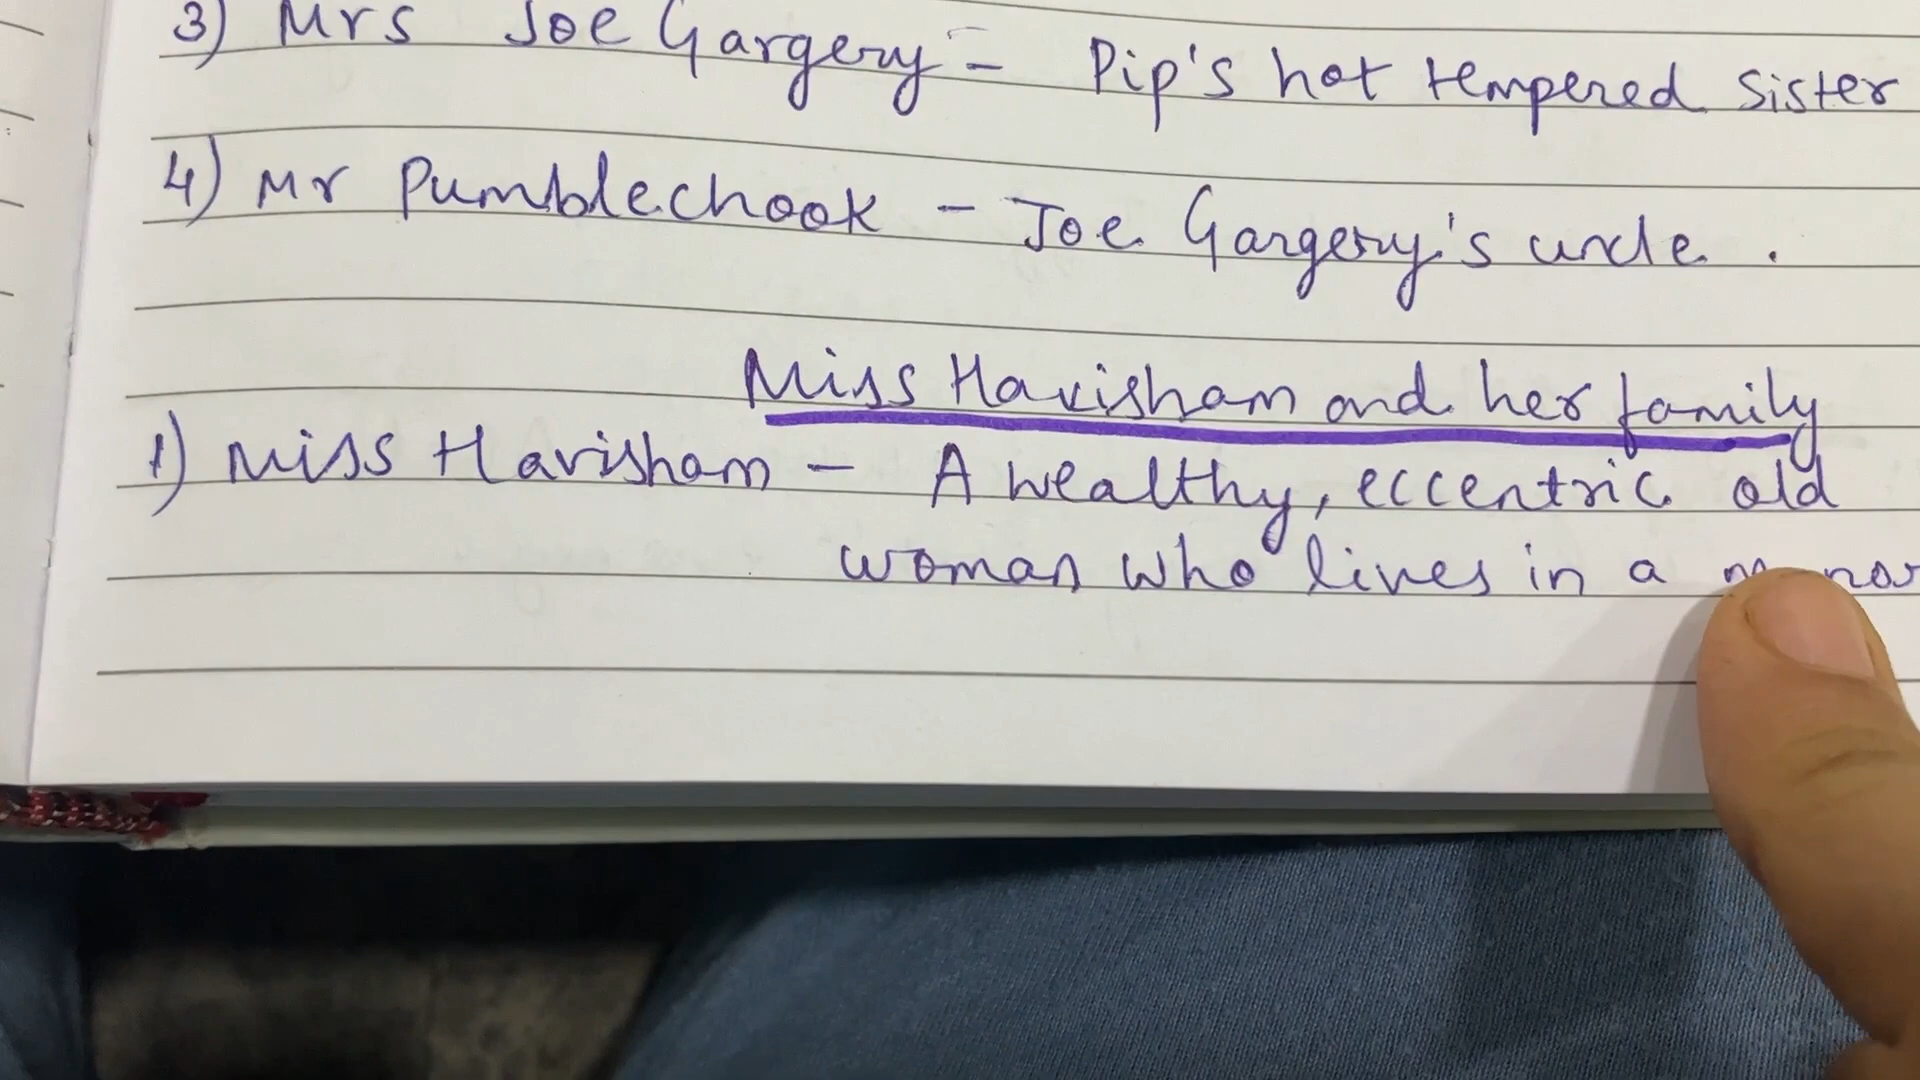 3) Mrs Joe Gargery - Pip's hot tempered sister
4) Mr Pumblechook - Joe Gargery's uncle.
Miss Havisham and her family
1) Miss Havisham - A wealthy, eccentric old
woman who lives in a